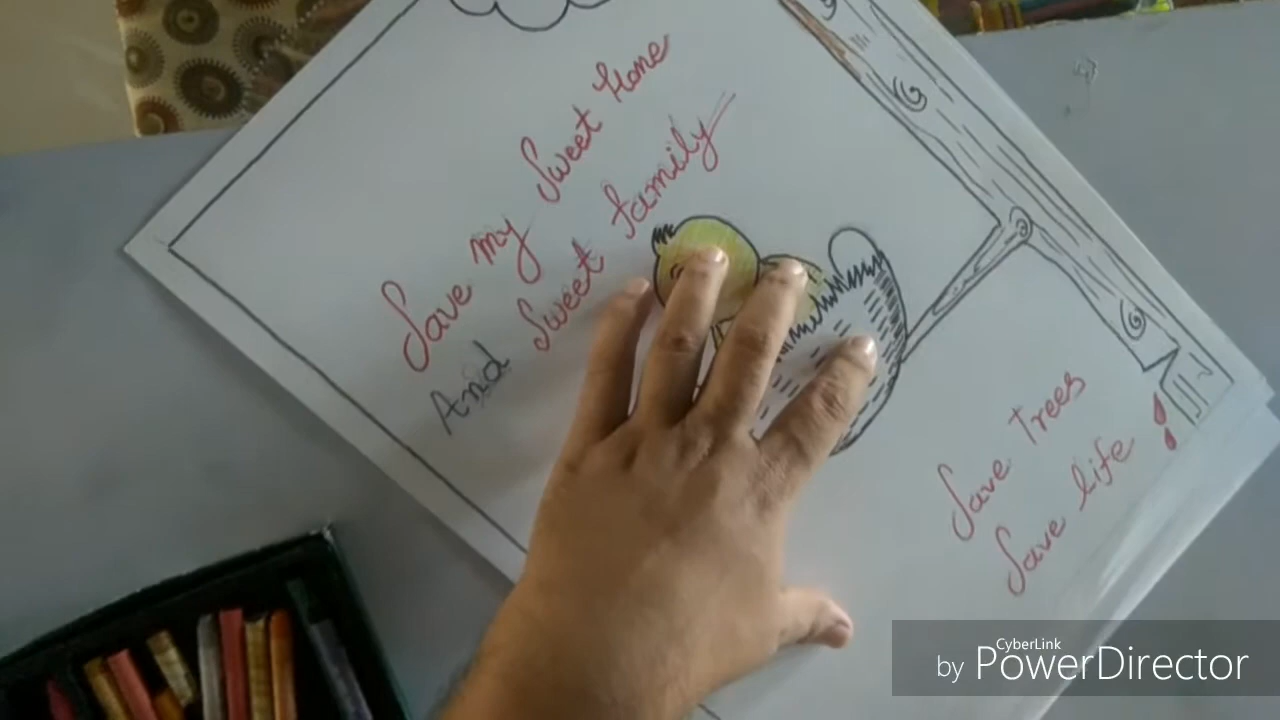 Save my Sweet Home
And Sweet family
Save Trees
Save life
CyberLink
by PowerDirector